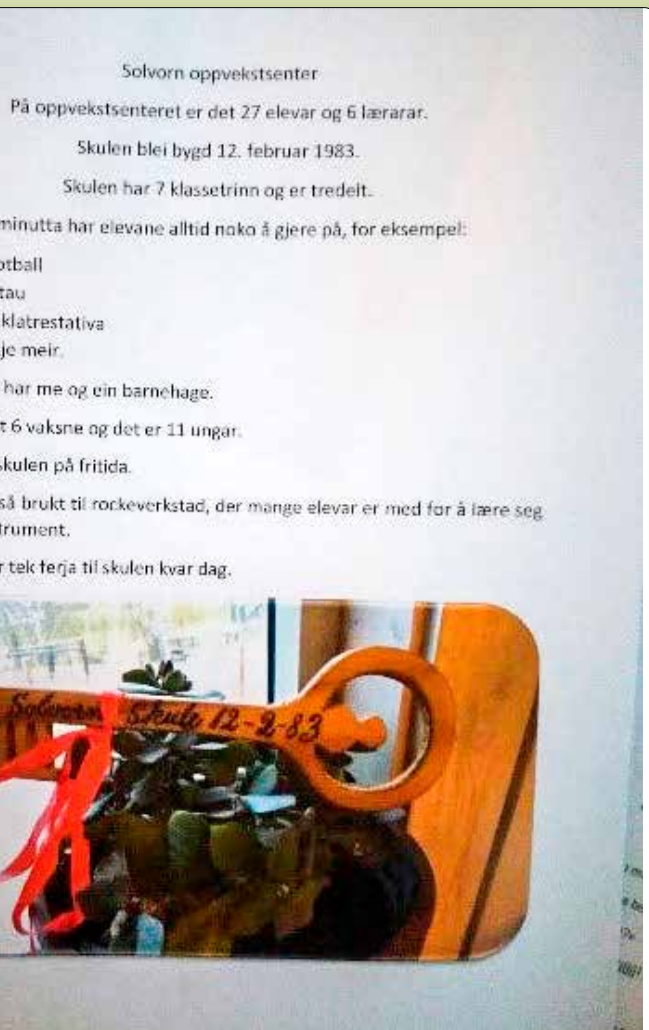 Solvorn oppvekstsenter
På oppvekstsenteret er det 27 elevar og 6 lærarar.
Skulen blei bygd 12. februar 1983.
Skulen har 7 klassetrinn og er tredelt.
minutta har elevane alltid noko å gjere på, for eksempel:
otball
tau
klatrestativa
je meir.
har me og ein barnehage.
t 6 vaksne og det er 11 ungar.
skulen på fritida.
så brukt til rockeverkstad, der mange elevar er med for å lære seg
trument.
r tek ferja til skulen kvar dag.
Solvorn Skule 12-2-83